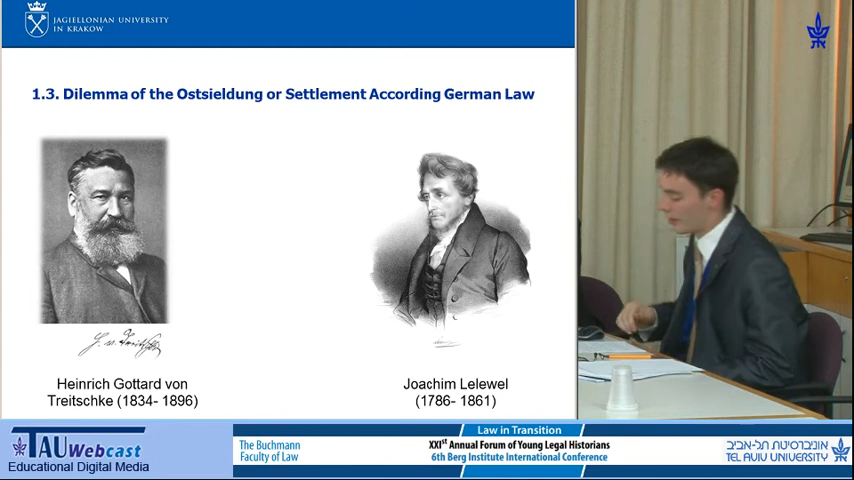 JAGIELLONIAN UNIVERSITY
IN KRAKOW
1.3. Dilemma of the Ostsieldung or Settlement According German Law
Heinrich Gottard von
Treitschke (1834- 1896)
Joachim Lelewel
(1786- 1861)
TAU Webcast
Educational Digital Media
The Buchmann
Faculty of Law
Law in Transition
XXIst Annual Forum of Young Legal Historians
6th Berg Institute International Conference
אוניברסיטת תל-אביב
TEL AVIV UNIVERSITY